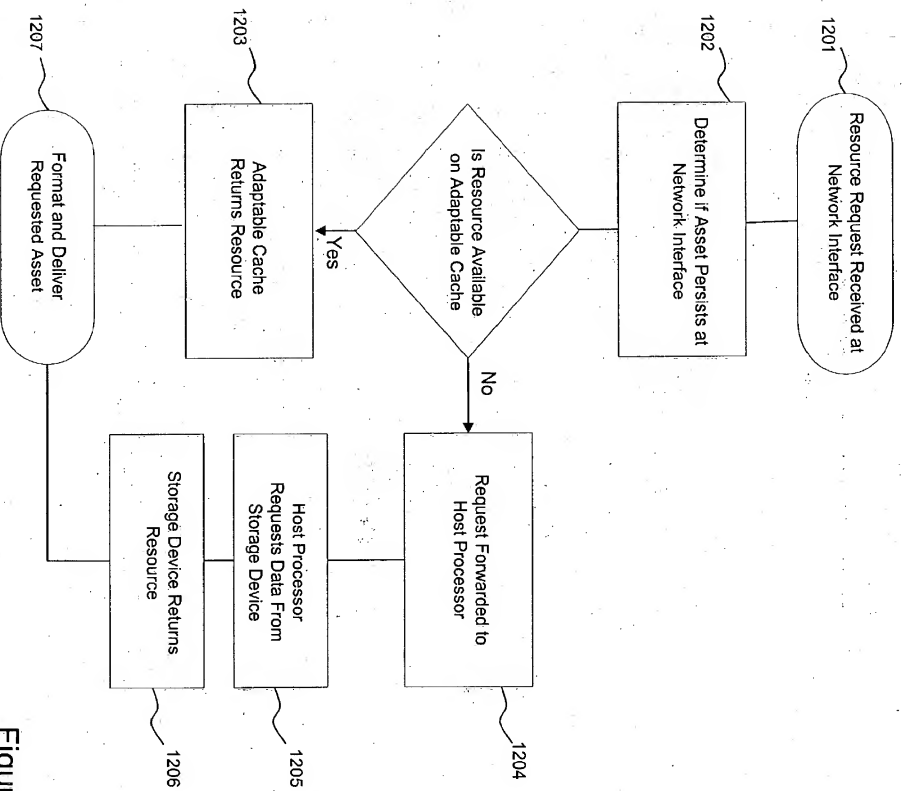 1201
Resource Request Received at
Network Interface
1202
Determine if Asset Persists at
Network Interface
Is Resource Available
on Adaptable Cache
Yes
No
1203
Adaptable Cache
Returns Resource
Request Forwarded to
Host Processor
1204
Host Processor
Requests Data From
Storage Device
1205
Storage Device Returns
Resource
1206
1207
Format and Deliver
Requested Asset